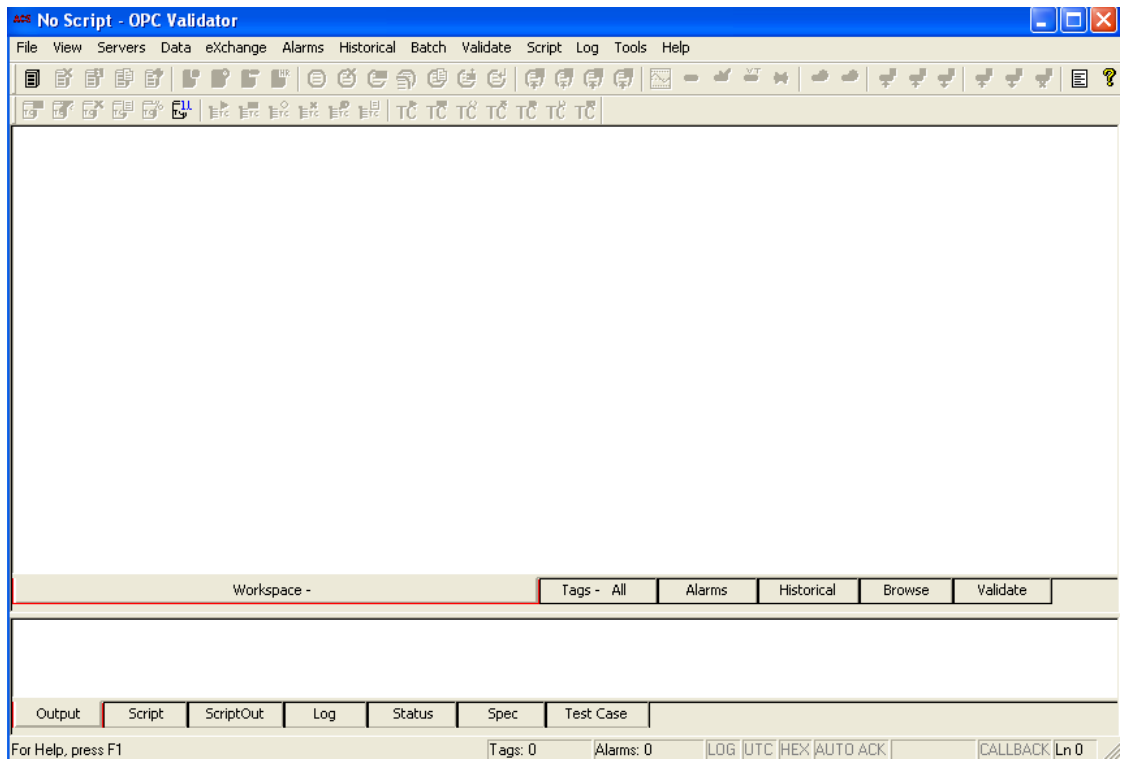 No Script - OPC Validator
File View Servers Data eXchange Alarms Historical Batch Validate Script Log Tools Help
Workspace - Tags - All Alarms Historical Browse Validate
Output Script ScriptOut Log Status Spec Test Case
For Help, press F1 Tags: 0 Alarms: 0 LOG UTC HEX AUTO ACK CALLBACK Ln 0